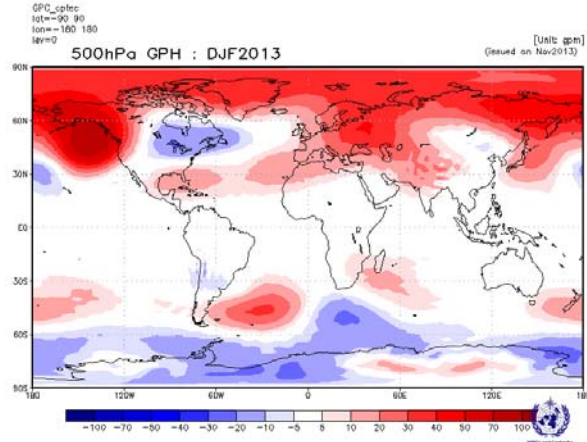 GPC_cptec
lat=-90 90
lon=-180 180
lev=0
500hPa GPH : DJF2013
[Unit: gpm]
(issued on Nov2013)
90N
60N
30N
EQ
30S
60S
90S
180 120W 60W 0 60E 120E 180
-100 -70 -50 -30 -20 -10 -5 5 10 20 30 50 70 100